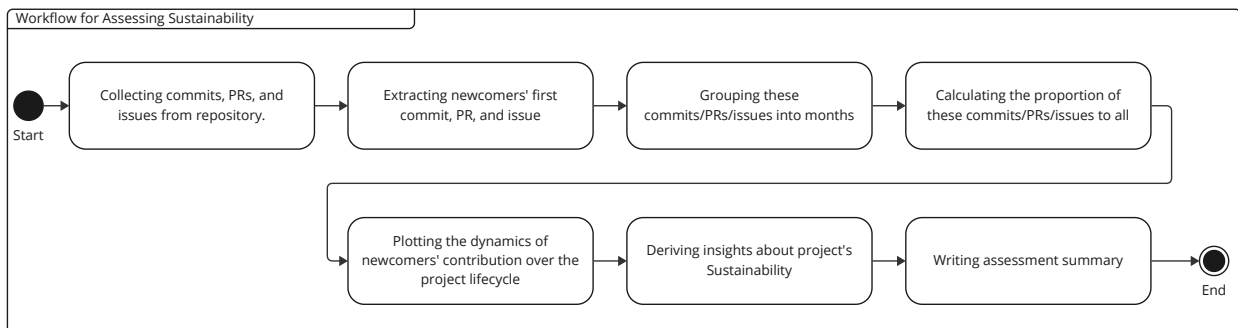 Workflow for Assessing Sustainability
Start
Collecting commits, PRs, and
issues from repository.
Extracting newcomers' first
commit, PR, and issue
Grouping these
commits/PRs/issues into months
Calculating the proportion of
these commits/PRs/issues to all
Plotting the dynamics of
newcomers' contribution over the
project lifecycle
Deriving insights about project's
Sustainability
Writing assessment summary
End